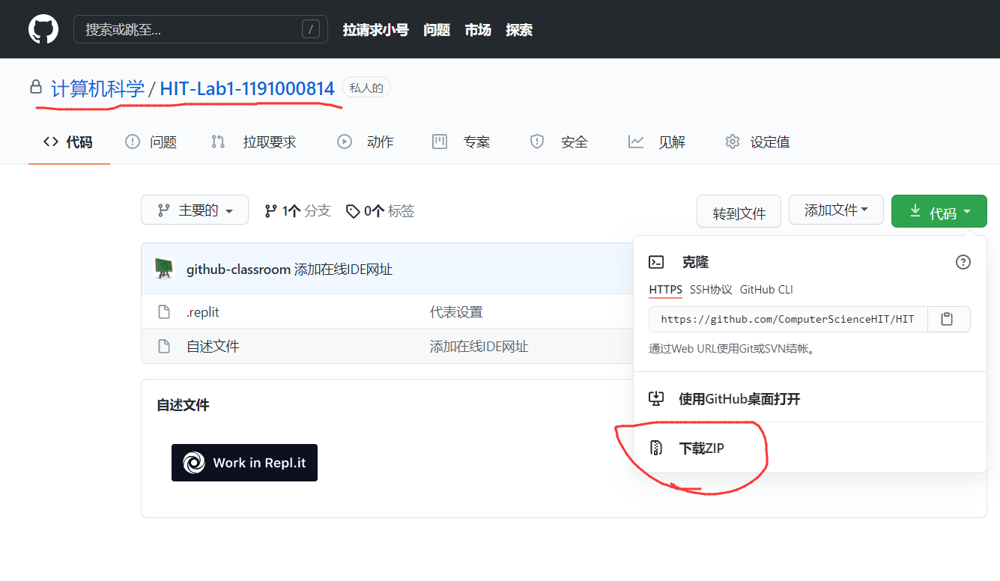 搜索或跳至... / 拉请求小号 问题 市场 探索
计算机科学 / HIT-Lab1-1191000814 私人的
<> 代码 问题 拉取要求 动作 专案 安全 见解 设定值
主要的 1个 分支 0个 标签 转到文件 添加文件 代码
github-classroom 添加在线IDE网址
克隆
HTTPS SSH协议 GitHub CLI
.replit 代表设置
https://github.com/ComputerScienceHIT/HIT
自述文件 添加在线IDE网址
通过Web URL使用Git或SVN结帐。
自述文件
使用GitHub桌面打开
下载ZIP
Work in Repl.it